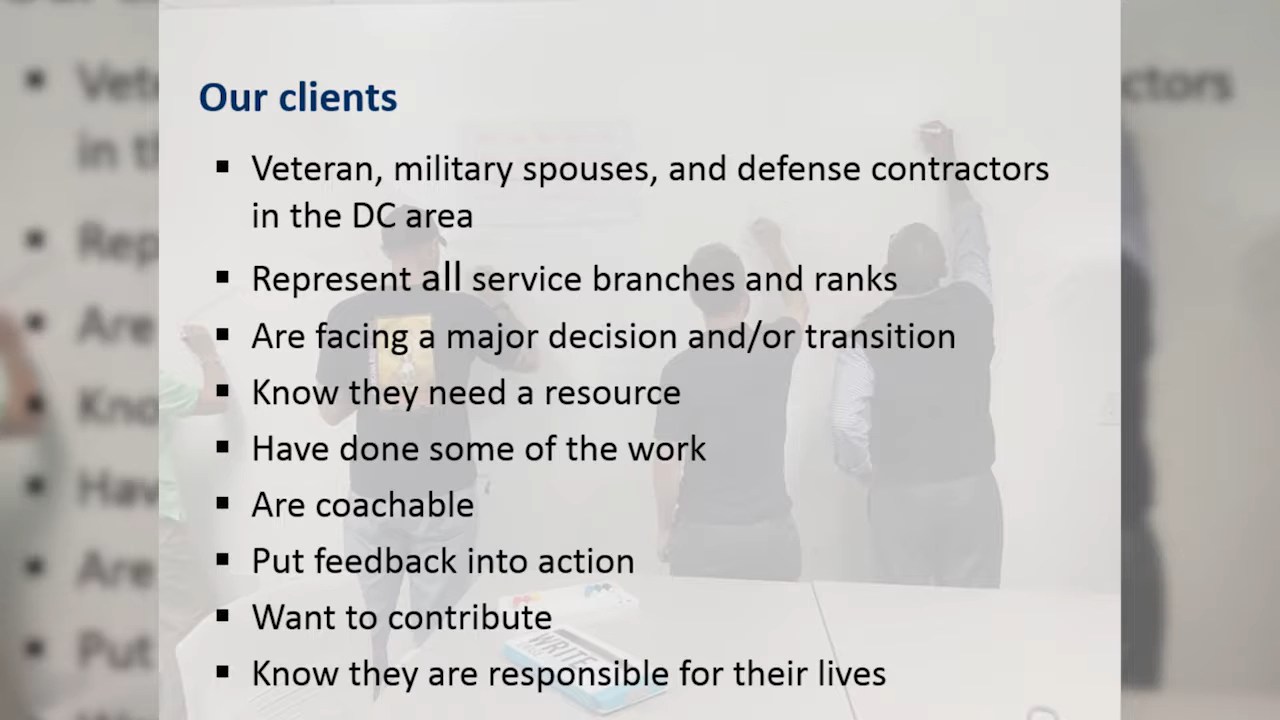 Our clients
▪ Veteran, military spouses, and defense contractors
in the DC area
▪ Represent all service branches and ranks
▪ Are facing a major decision and/or transition
▪ Know they need a resource
▪ Have done some of the work
▪ Are coachable
▪ Put feedback into action
▪ Want to contribute
▪ Know they are responsible for their lives
WRITE